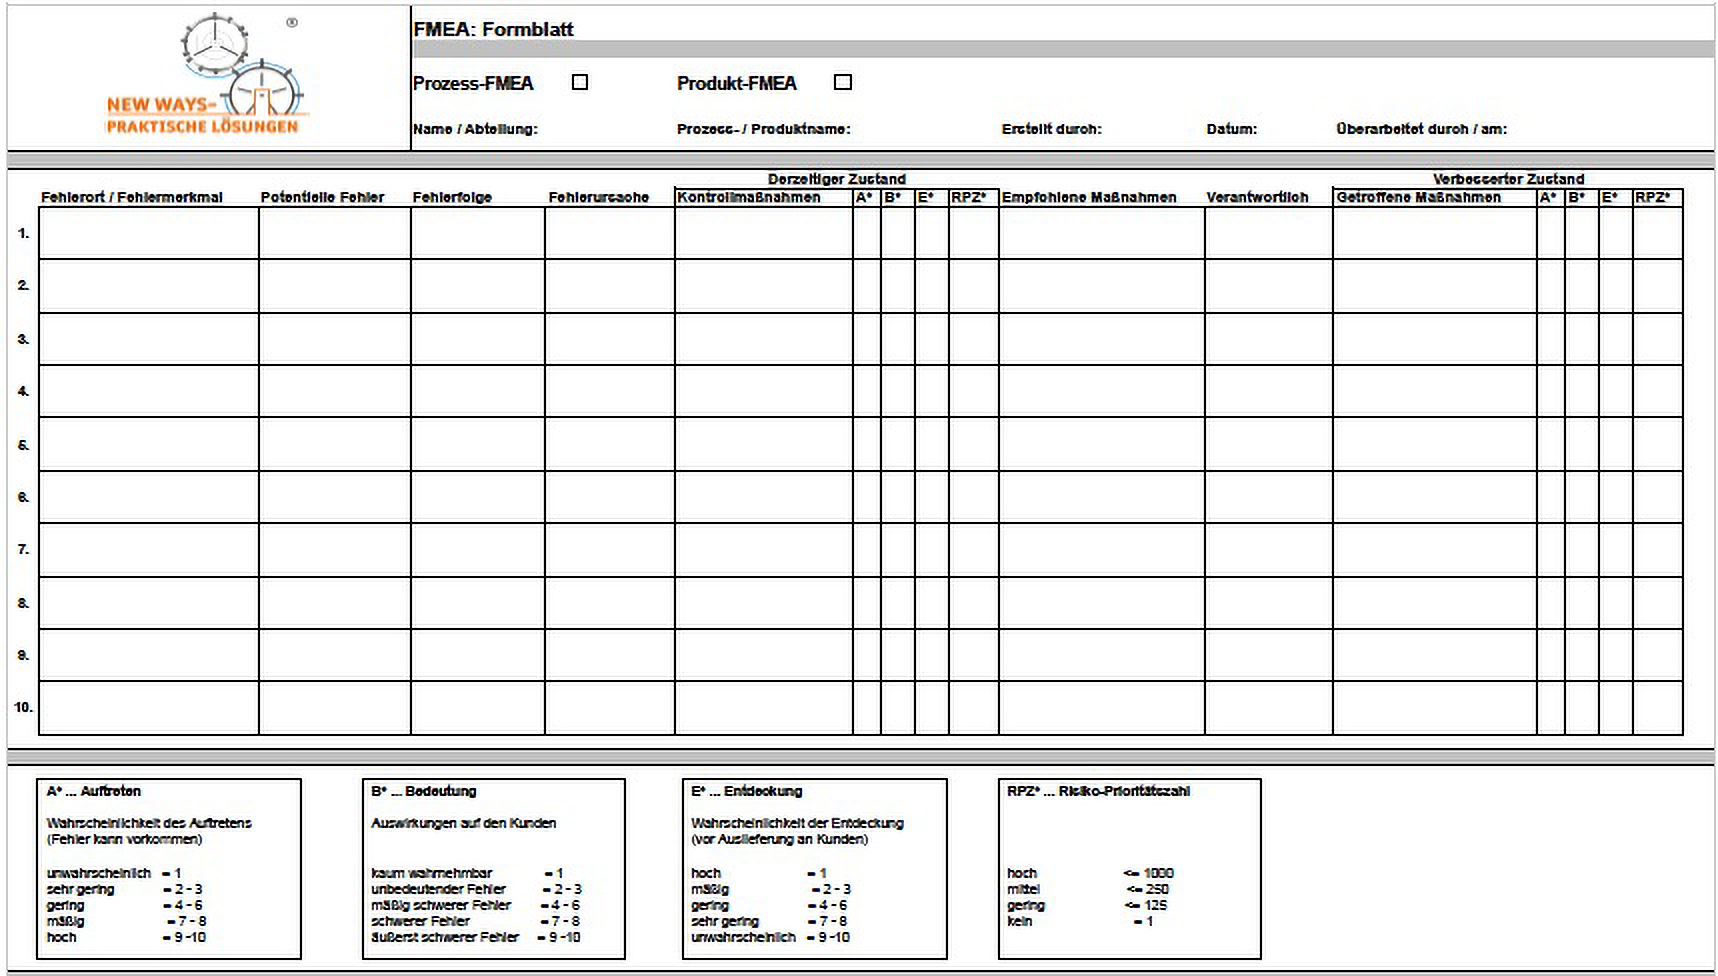 ®
NEW WAYS-
PRAKTISCHE LÖSUNGEN
FMEA: Formblatt
Prozess-FMEA Produkt-FMEA
Name / Abteilung: Prozess- / Produktname: Erstellt durch: Datum: Überarbeitet durch / am:
Derzeitiger Zustand Verbesserter Zustand
Fehlerort / Fehlermerkmal Potentielle Fehler Fehlerfolge Fehlerursache Kontrollmaßnahmen A* B* E* RPZ* Empfohlene Maßnahmen Verantwortlich Getroffene Maßnahmen A* B* E* RPZ*
1.
2.
3.
4.
5.
6.
7.
8.
9.
10.
A* ... Auftreten
Wahrscheinlichkeit des Auftretens
(Fehler kann vorkommen)
unwahrscheinlich = 1
sehr gering = 2 - 3
gering = 4 - 6
mäßig = 7 - 8
hoch = 9 -10
B* ... Bedeutung
Auswirkungen auf den Kunden
kaum wahrnehmbar = 1
unbedeutender Fehler = 2 - 3
mäßig schwerer Fehler = 4 - 6
schwerer Fehler = 7 - 8
äußerst schwerer Fehler = 9 -10
E* ... Entdeckung
Wahrscheinlichkeit der Entdeckung
(vor Auslieferung an Kunden)
hoch = 1
mäßig = 2 - 3
gering = 4 - 6
sehr gering = 7 - 8
unwahrscheinlich = 9 -10
RPZ* ... Risiko-Prioritätszahl
hoch <= 1000
mittel <= 250
gering <= 125
kein = 1